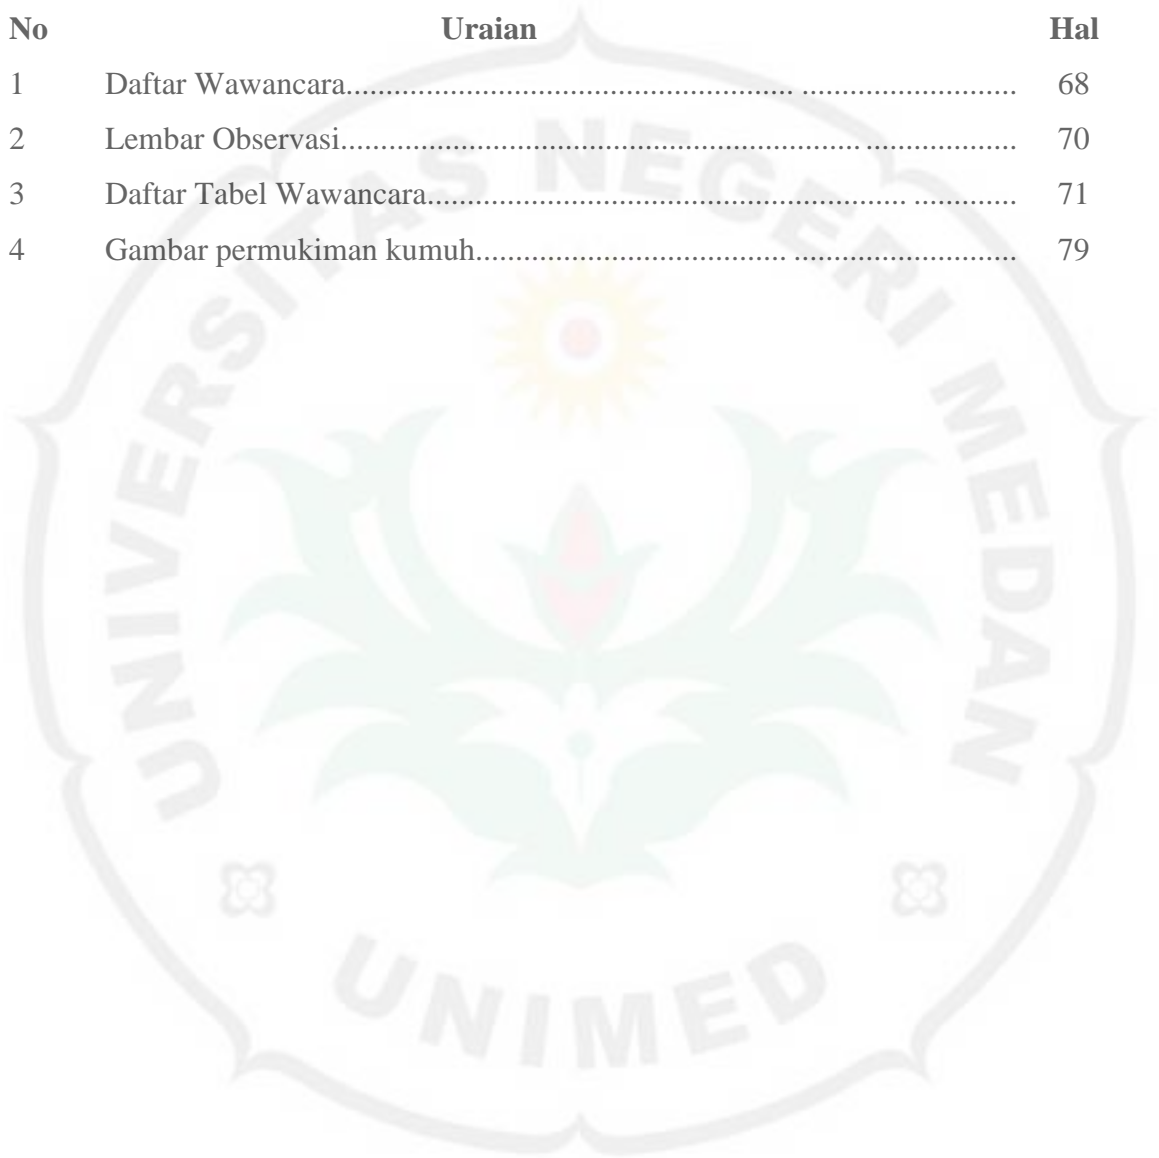 No Uraian Hal
1 Daftar Wawancara......................................................... ............................ 68
2 Lembar Observasi.................................................................. ................... 70
3 Daftar Tabel Wawancara............................................................. ............. 71
4 Gambar permukiman kumuh........................................ ............................ 79
UNIVERSITAS NEGERI MEDAN
UNIMED